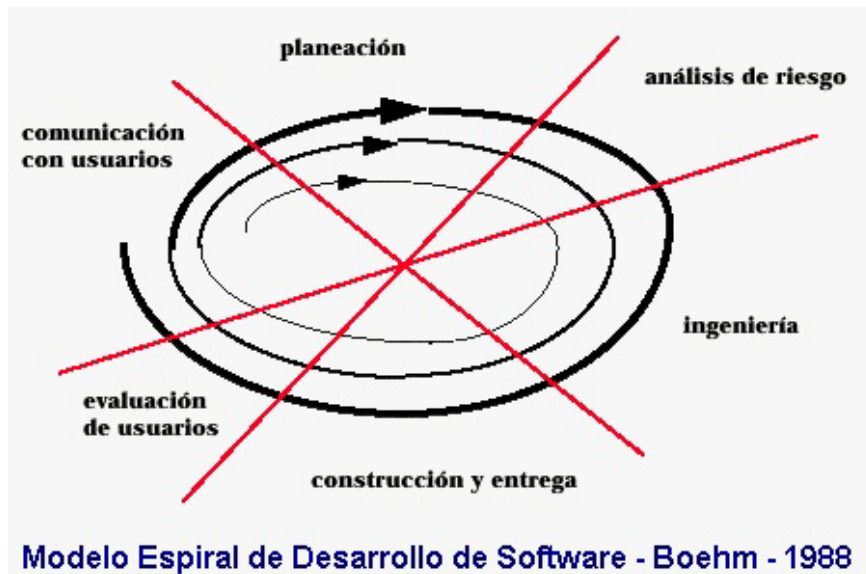 planeación
análisis de riesgo
comunicación
con usuarios
ingeniería
evaluación
de usuarios
construcción y entrega
Modelo Espiral de Desarrollo de Software - Boehm - 1988